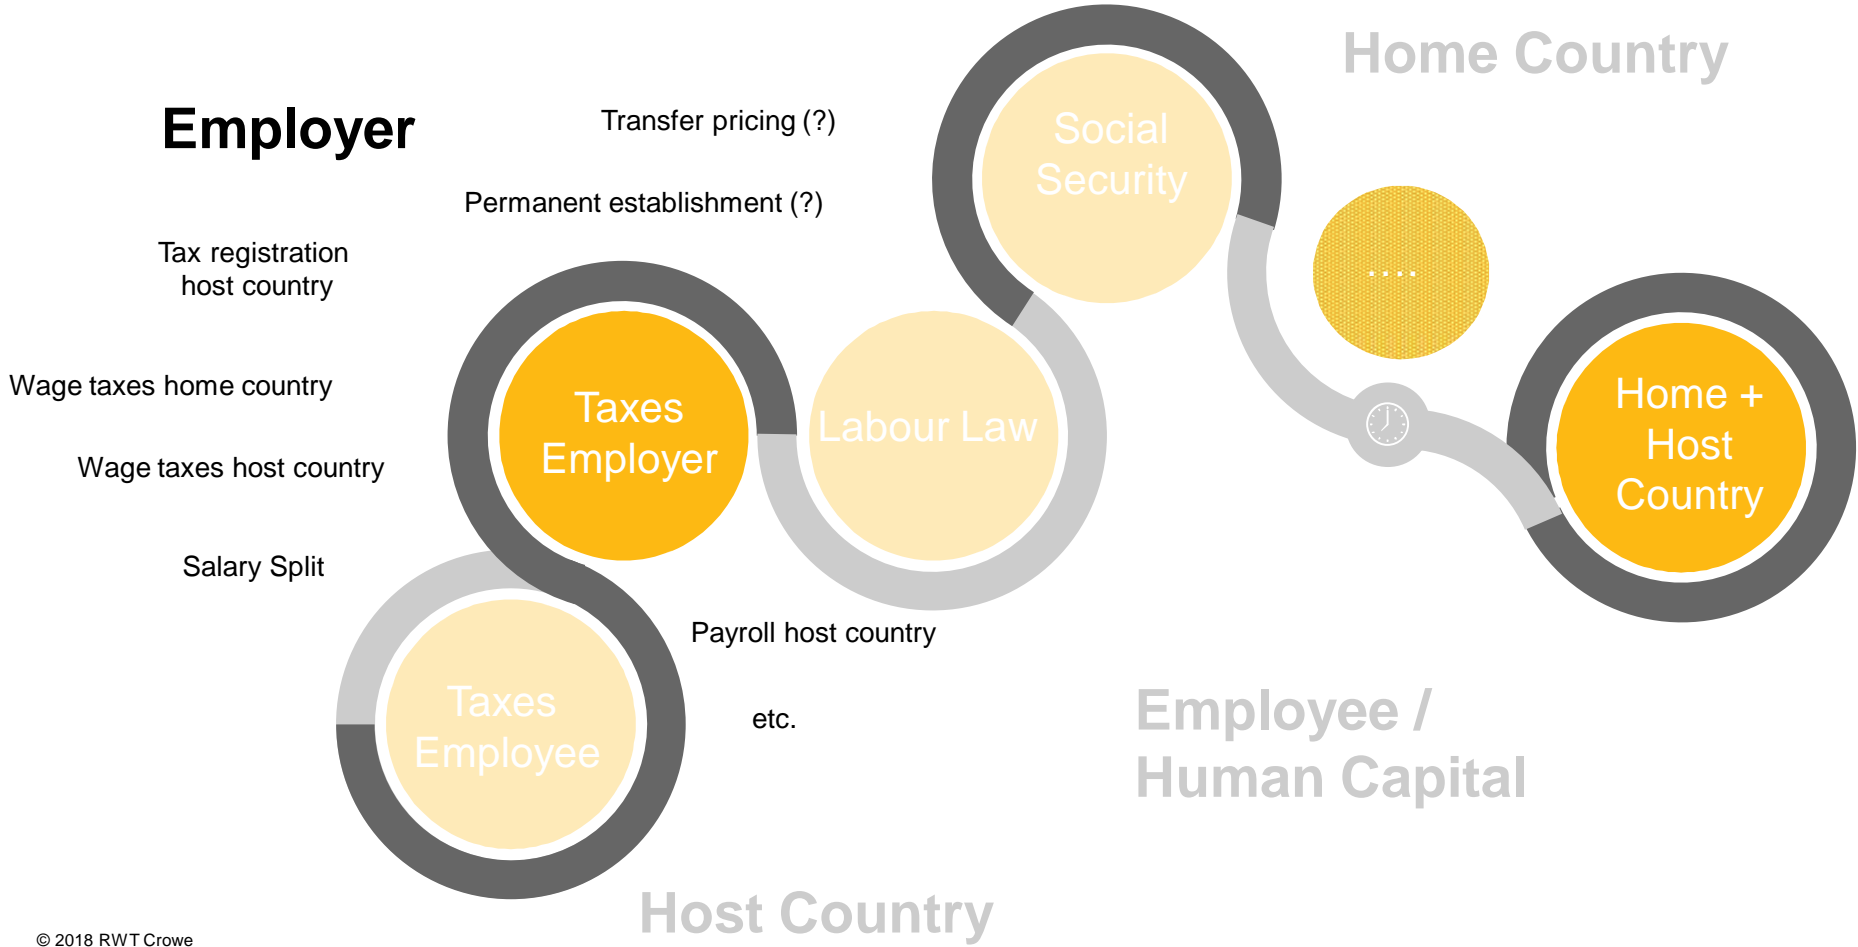 Home Country
Employer
Transfer pricing (?)
Social
Security
Permanent establishment (?)
Tax registration
host country
. . . .
Wage taxes home country
Taxes
Employer
Labour Law
Home +
Host
Country
Wage taxes host country
Salary Split
Payroll host country
Taxes
Employee
etc.
Employee /
Human Capital
Host Country
© 2018 RWT Crowe